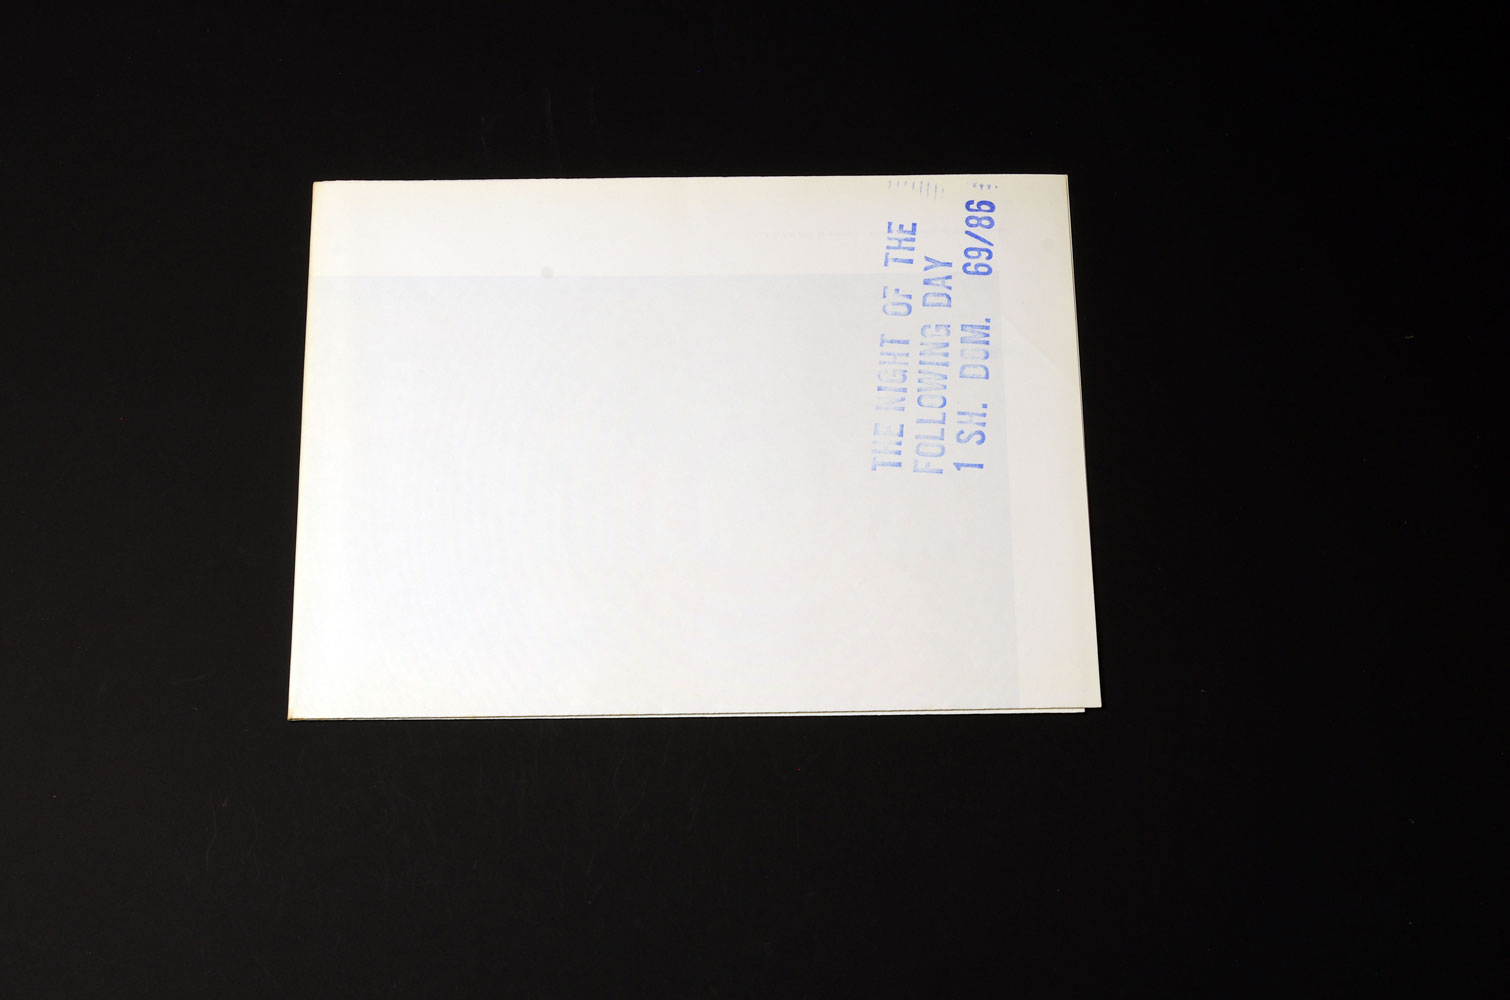 THE NIGHT OF THE
FOLLOWING DAY
1 SH. DOM. 69/86